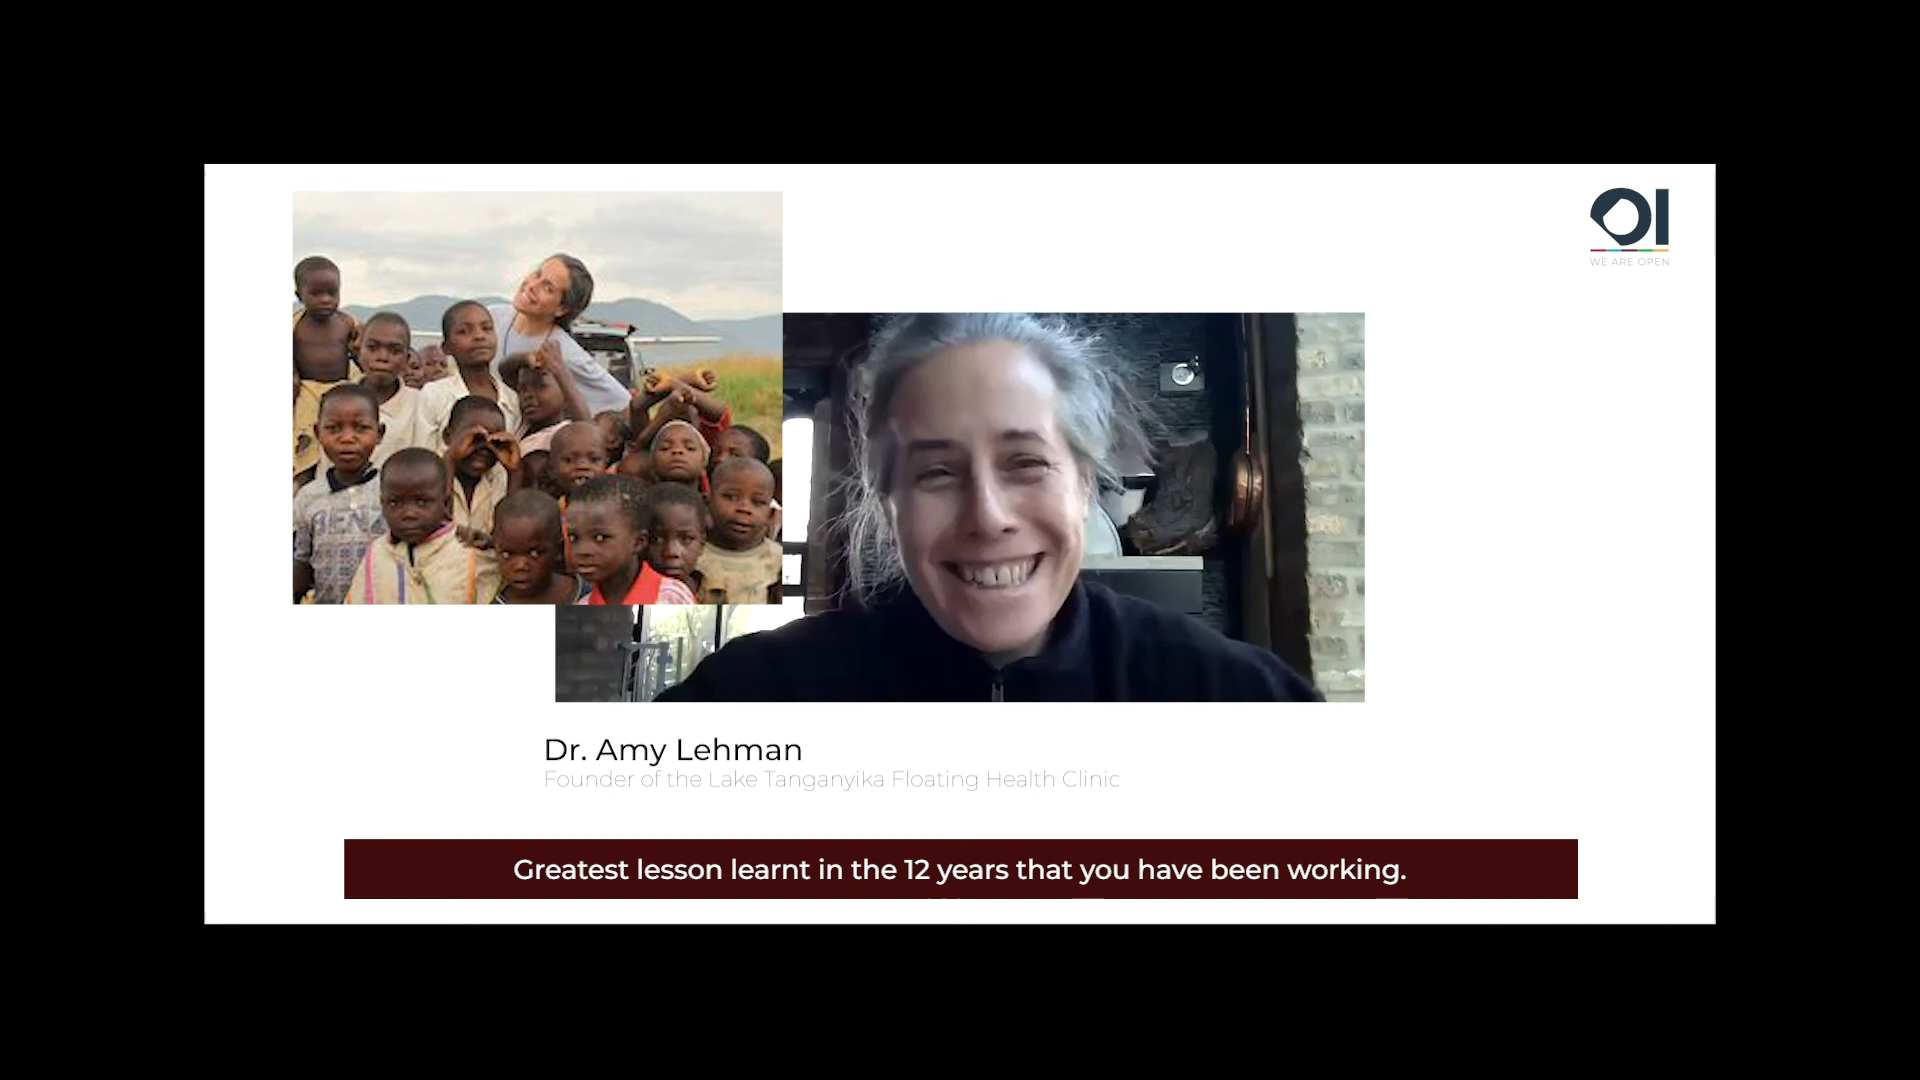 OI
WE ARE OPEN
BENE
Dr. Amy Lehman
Founder of the Lake Tanganyika Floating Health Clinic
Greatest lesson learnt in the 12 years that you have been working.